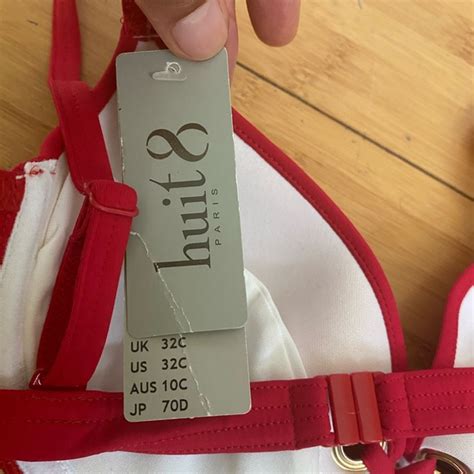 huit 8
PARIS
UK 32C
US 32C
AUS 10C
JP 70D